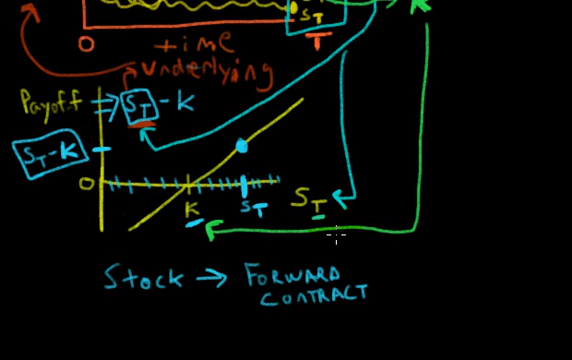 K
S_T
0 time T
underlying
Payoff ⇒ S_T - K
S_T - K
0
K S_T S_T
Stock → FORWARD
CONTRACT